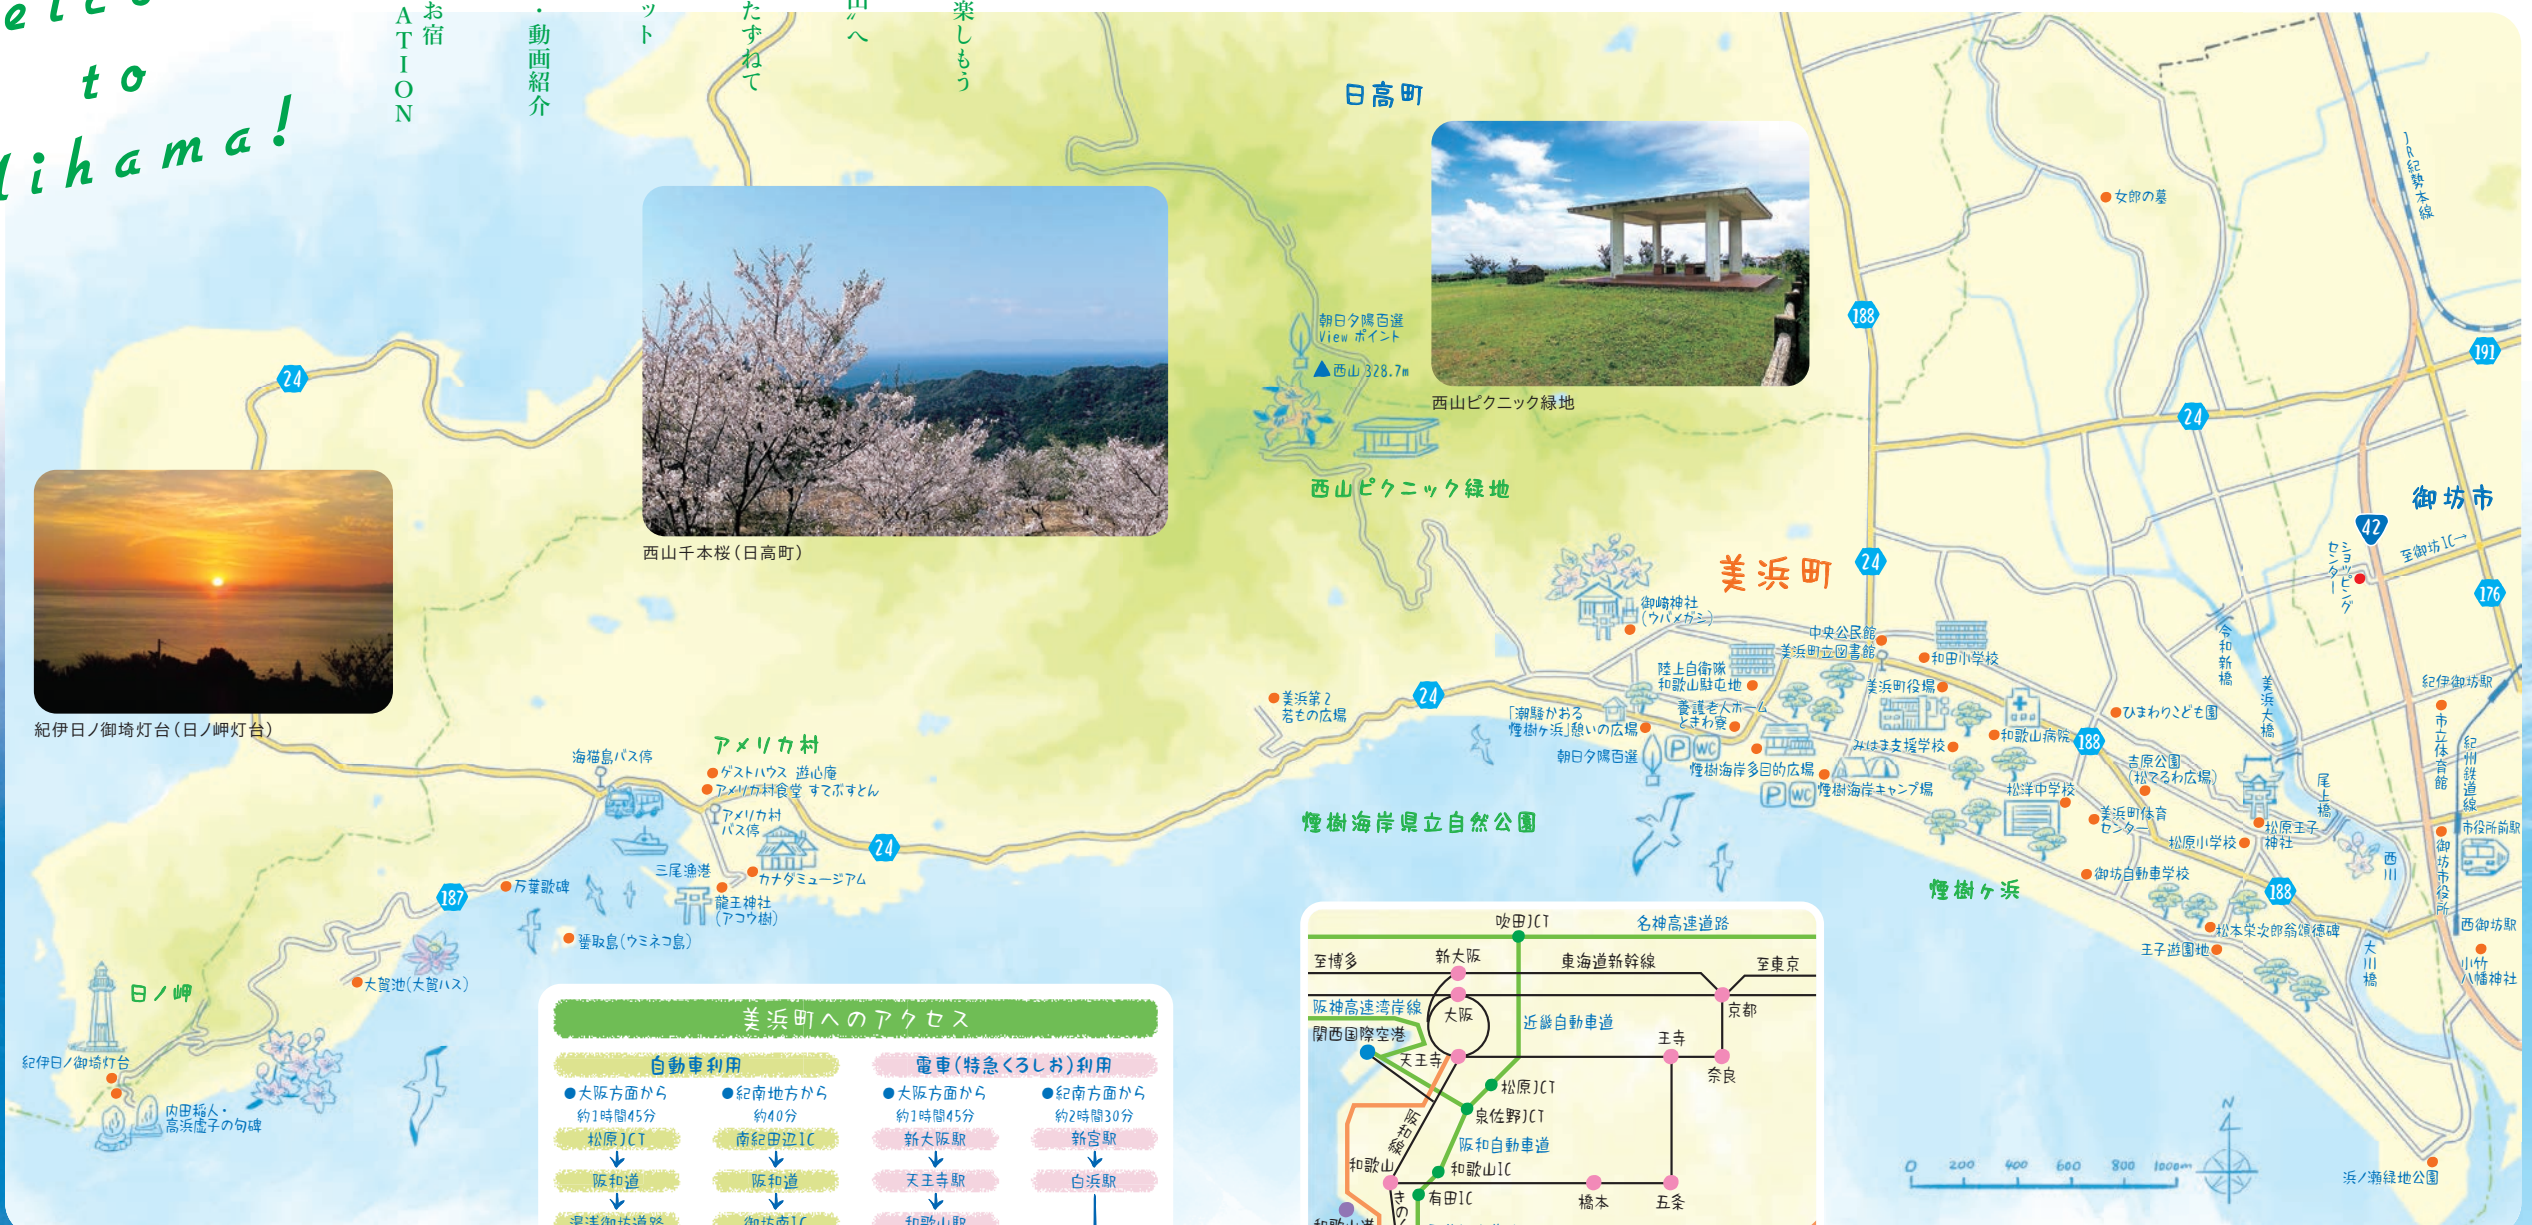 to
お宿
ATION
・動画紹介
ット
たずねて
山〟へ
楽しもう
日高町
西山ピクニック緑地
西山千本桜(日高町)
紀伊日ノ御埼灯台(日ノ岬灯台)
朝日夕陽百選
View ポイント
西山 328.7m
西山ピクニック緑地
188
24
24
191
JR紀勢本線
女郎の墓
御坊市
42
至御坊IC→
ショッピング
センター
176
美浜町
24
御崎神社
(ウバメガシ)
中央公民館
美浜町立図書館
和田小学校
陸上自衛隊
和歌山駐屯地
美浜町役場
養護老人ホーム
ときわ寮
「潮騒かおる
煙樹ヶ浜」憩いの広場
朝日夕陽百選
P
WC
煙樹海岸多目的広場
みはま支援学校
和歌山病院
188
ひまわりこども園
吉原公園
(松てるわ広場)
P
WC
煙樹海岸キャンプ場
松洋中学校
美浜町体育
センター
松原王子
神社
松原小学校
御坊自動車学校
188
松本栄次郎翁頌徳碑
王子遊園地
令和新橋
美浜大橋
尾上橋
西川
大川橋
紀伊御坊駅
市立体育館
紀州鉄道線
市役所前駅
御坊市役所
西御坊駅
小竹
八幡神社
浜ノ瀬緑地公園
美浜第2
若もの広場
24
煙樹海岸県立自然公園
煙樹ヶ浜
海猫島バス停
アメリカ村
ゲストハウス 遊心庵
アメリカ村食堂 すてぶすとん
アメリカ村
バス停
三尾漁港
カナダミュージアム
龍王神社
(アコウ樹)
24
187
万葉歌碑
蜑取島(ウミネコ島)
大賀池(大賀ハス)
日ノ岬
紀伊日ノ御埼灯台
内田稲人・
高浜虚子の句碑
美浜町へのアクセス
自動車利用
●大阪方面から
約1時間45分
松原JCT
阪和道
湯浅御坊道路
●紀南地方から
約40分
南紀田辺IC
阪和道
御坊南IC
電車(特急くろしお)利用
●大阪方面から
約1時間45分
新大阪駅
天王寺駅
和歌山駅
●紀南方面から
約2時間30分
新宮駅
白浜駅
吹田JCT
名神高速道路
至博多
新大阪
東海道新幹線
至東京
阪神高速湾岸線
大阪
京都
関西国際空港
近畿自動車道
天王寺
王寺
奈良
松原JCT
阪和線
泉佐野JCT
阪和自動車道
和歌山
和歌山IC
有田IC
橋本
五条
きのく
和歌山港
N
0 200 400 600 800 1000m